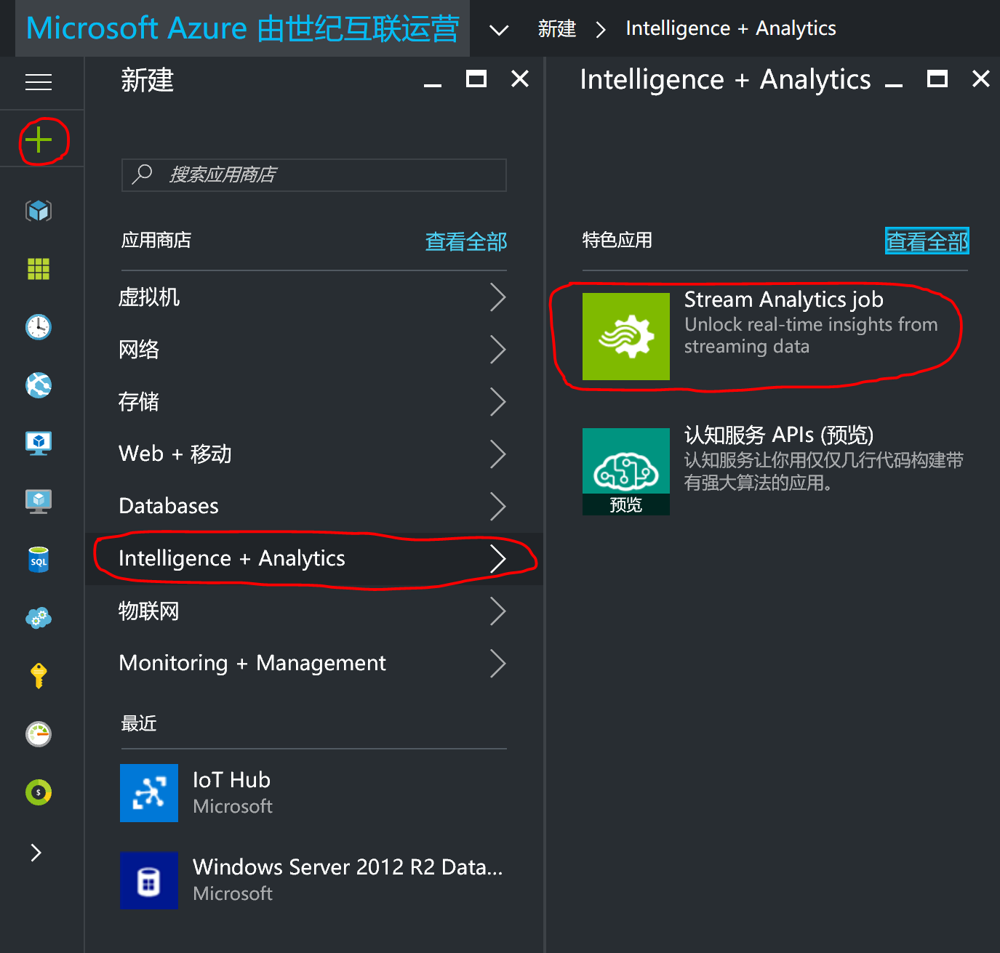 Microsoft Azure 由世纪互联运营
新建
Intelligence + Analytics
新建
搜索应用商店
应用商店
查看全部
虚拟机
网络
存储
Web + 移动
Databases
Intelligence + Analytics
物联网
Monitoring + Management
最近
IoT Hub
Microsoft
Windows Server 2012 R2 Data...
Microsoft
Intelligence + Analytics
特色应用
查看全部
Stream Analytics job
Unlock real-time insights from
streaming data
认知服务 APIs (预览)
认知服务让你用仅仅几行代码构建带
有强大算法的应用。
预览
SQL
$